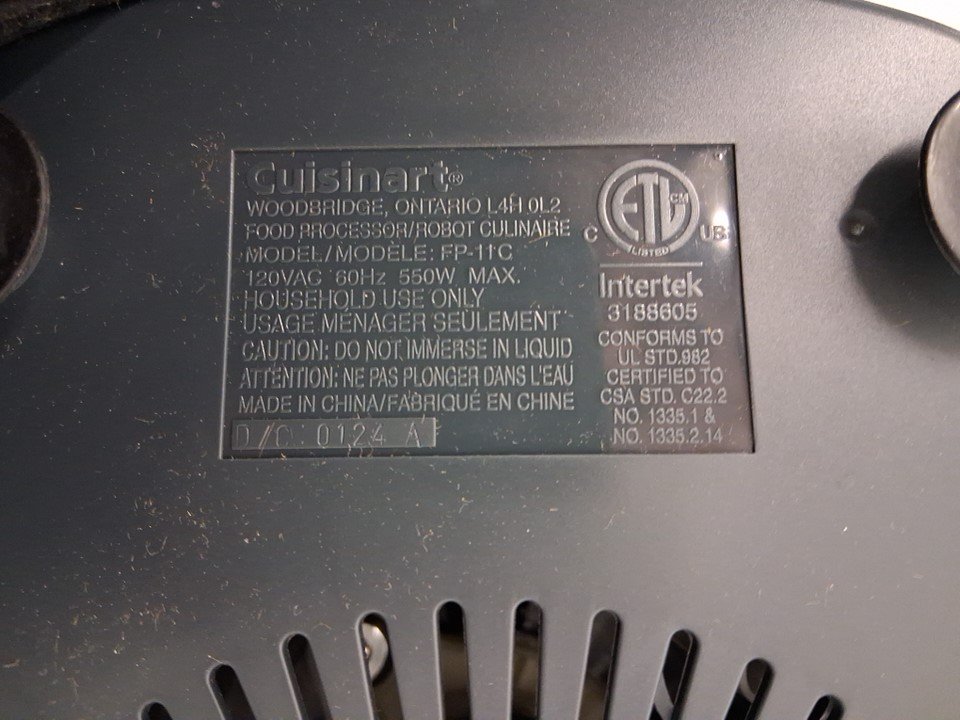 Cuisinart®
WOODBRIDGE, ONTARIO L4H 0L2
FOOD PROCESSOR/ROBOT CULINAIRE
MODEL/MODÈLE: FP-11C
120VAC 60Hz 550W MAX.
HOUSEHOLD USE ONLY
USAGE MÉNAGER SEULEMENT
CAUTION: DO NOT IMMERSE IN LIQUID
ATTENTION: NE PAS PLONGER DANS L'EAU
MADE IN CHINA/FABRIQUÉ EN CHINE
D/C: 0124 A
ETL CM
LISTED
C US
Intertek
3188605
CONFORMS TO
UL STD.982
CERTIFIED TO
CSA STD. C22.2
NO. 1335.1 &
NO. 1335.2.14